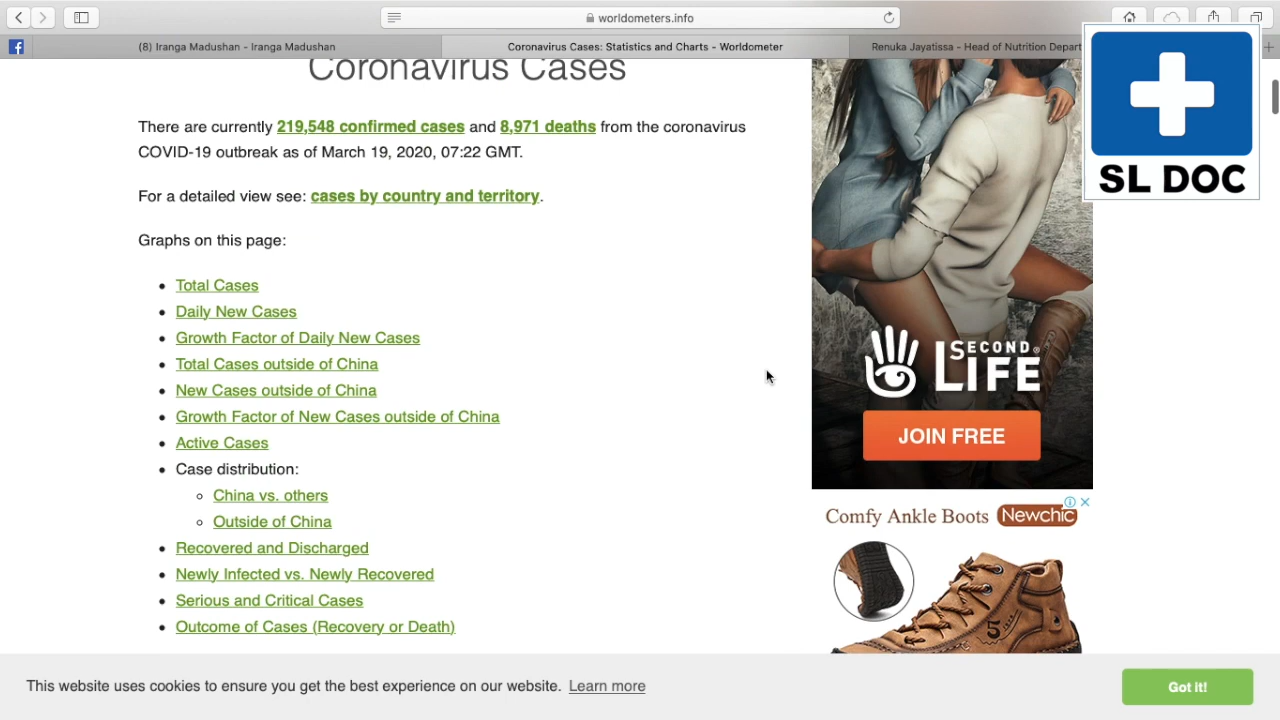 worldometers.info
(8) Iranga Madushan - Iranga Madushan
Coronavirus Cases: Statistics and Charts - Worldometer
Renuka Jayatissa - Head of Nutrition Depart
SL DOC
Coronavirus Cases
There are currently 219,548 confirmed cases and 8,971 deaths from the coronavirus
COVID-19 outbreak as of March 19, 2020, 07:22 GMT.
For a detailed view see: cases by country and territory.
Graphs on this page:
Total Cases
Daily New Cases
Growth Factor of Daily New Cases
Total Cases outside of China
New Cases outside of China
Growth Factor of New Cases outside of China
Active Cases
Case distribution:
China vs. others
Outside of China
Recovered and Discharged
Newly Infected vs. Newly Recovered
Serious and Critical Cases
Outcome of Cases (Recovery or Death)
SECOND
LIFE
JOIN FREE
Comfy Ankle Boots Newchic
This website uses cookies to ensure you get the best experience on our website. Learn more
Got it!